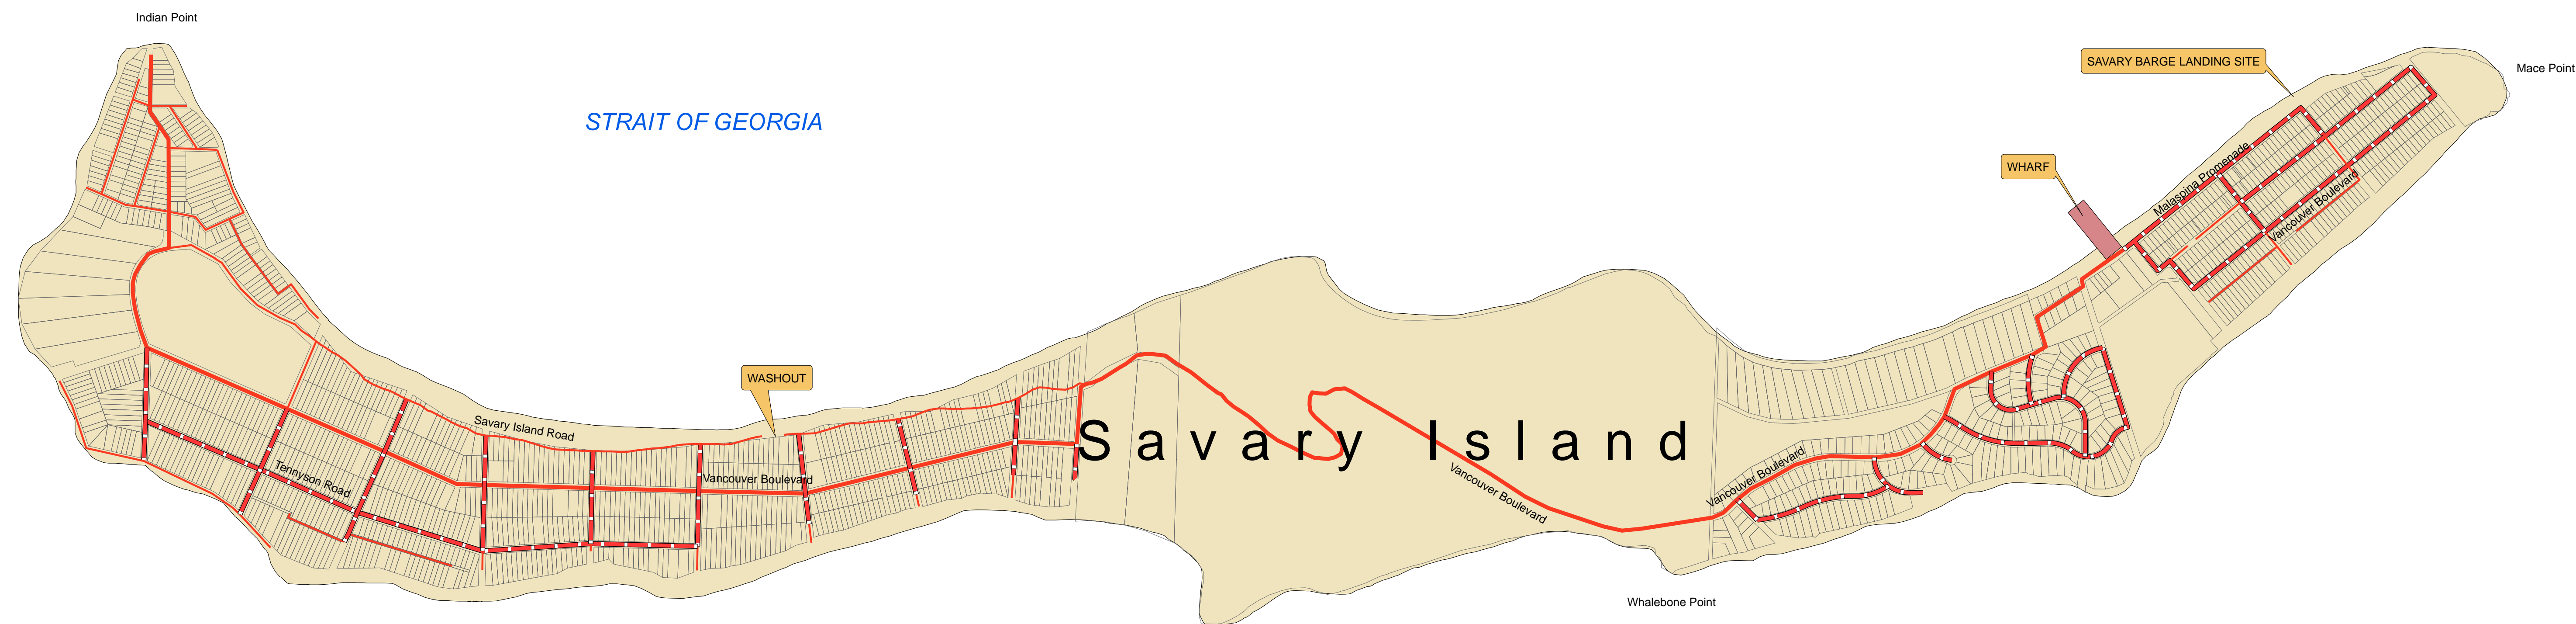 Indian Point
SAVARY BARGE LANDING SITE
Mace Point
STRAIT OF GEORGIA
WHARF
Malaspina Promenade
Vancouver Boulevard
WASHOUT
Savary Island Road
Savary Island
Tennyson Road
Vancouver Boulevard
Vancouver Boulevard
Vancouver Boulevard
Whalebone Point